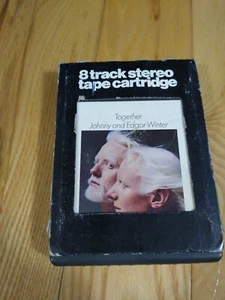 8 track stereo
tape cartridge
Together
Johnny and Edgar Winter